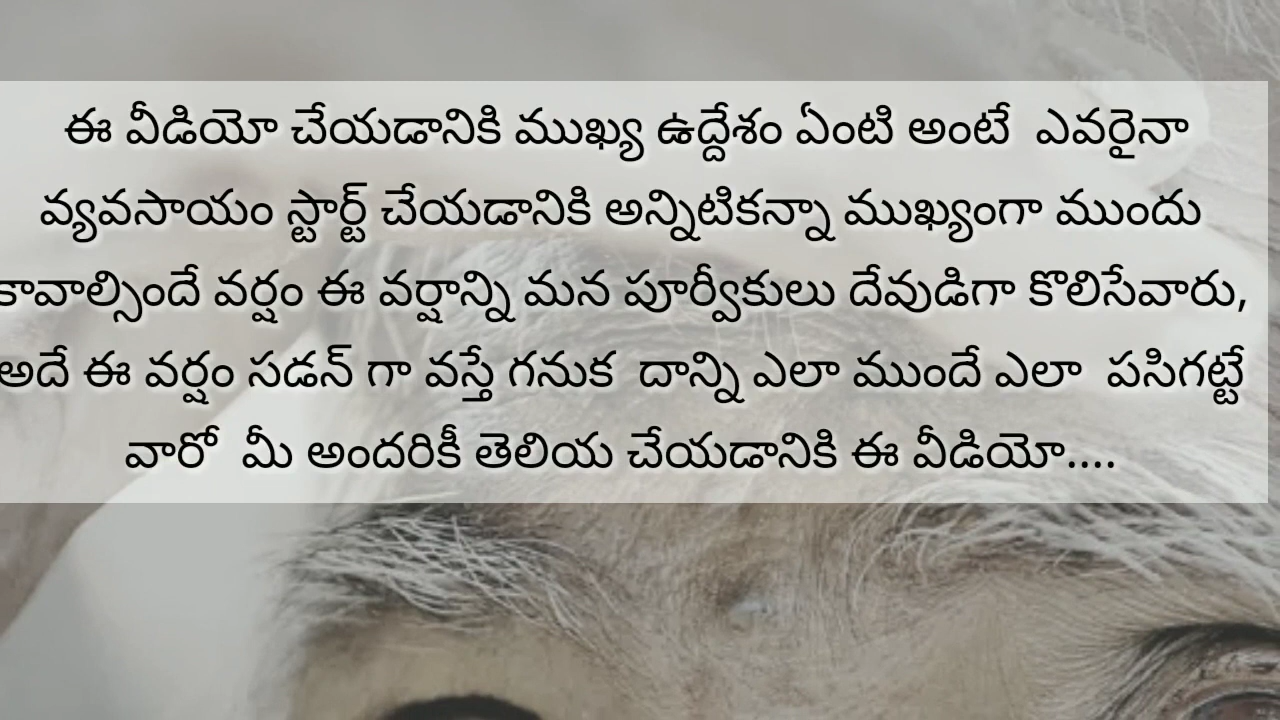 ఈ వీడియో చేయడానికి ముఖ్య ఉద్దేశం ఏంటి అంటే  ఎవరైనా
వ్యవసాయం స్టార్ట్ చేయడానికి అన్నిటికన్నా ముఖ్యంగా ముందు
కావాల్సిందే వర్షం ఈ వర్షాన్ని మన పూర్వీకులు దేవుడిగా కొలిసేవారు,
అదే ఈ వర్షం సడన్ గా వస్తే గనుక  దాన్ని ఎలా ముందే ఎలా  పసిగట్టే
వారో  మీ అందరికీ తెలియ చేయడానికి ఈ వీడియో....